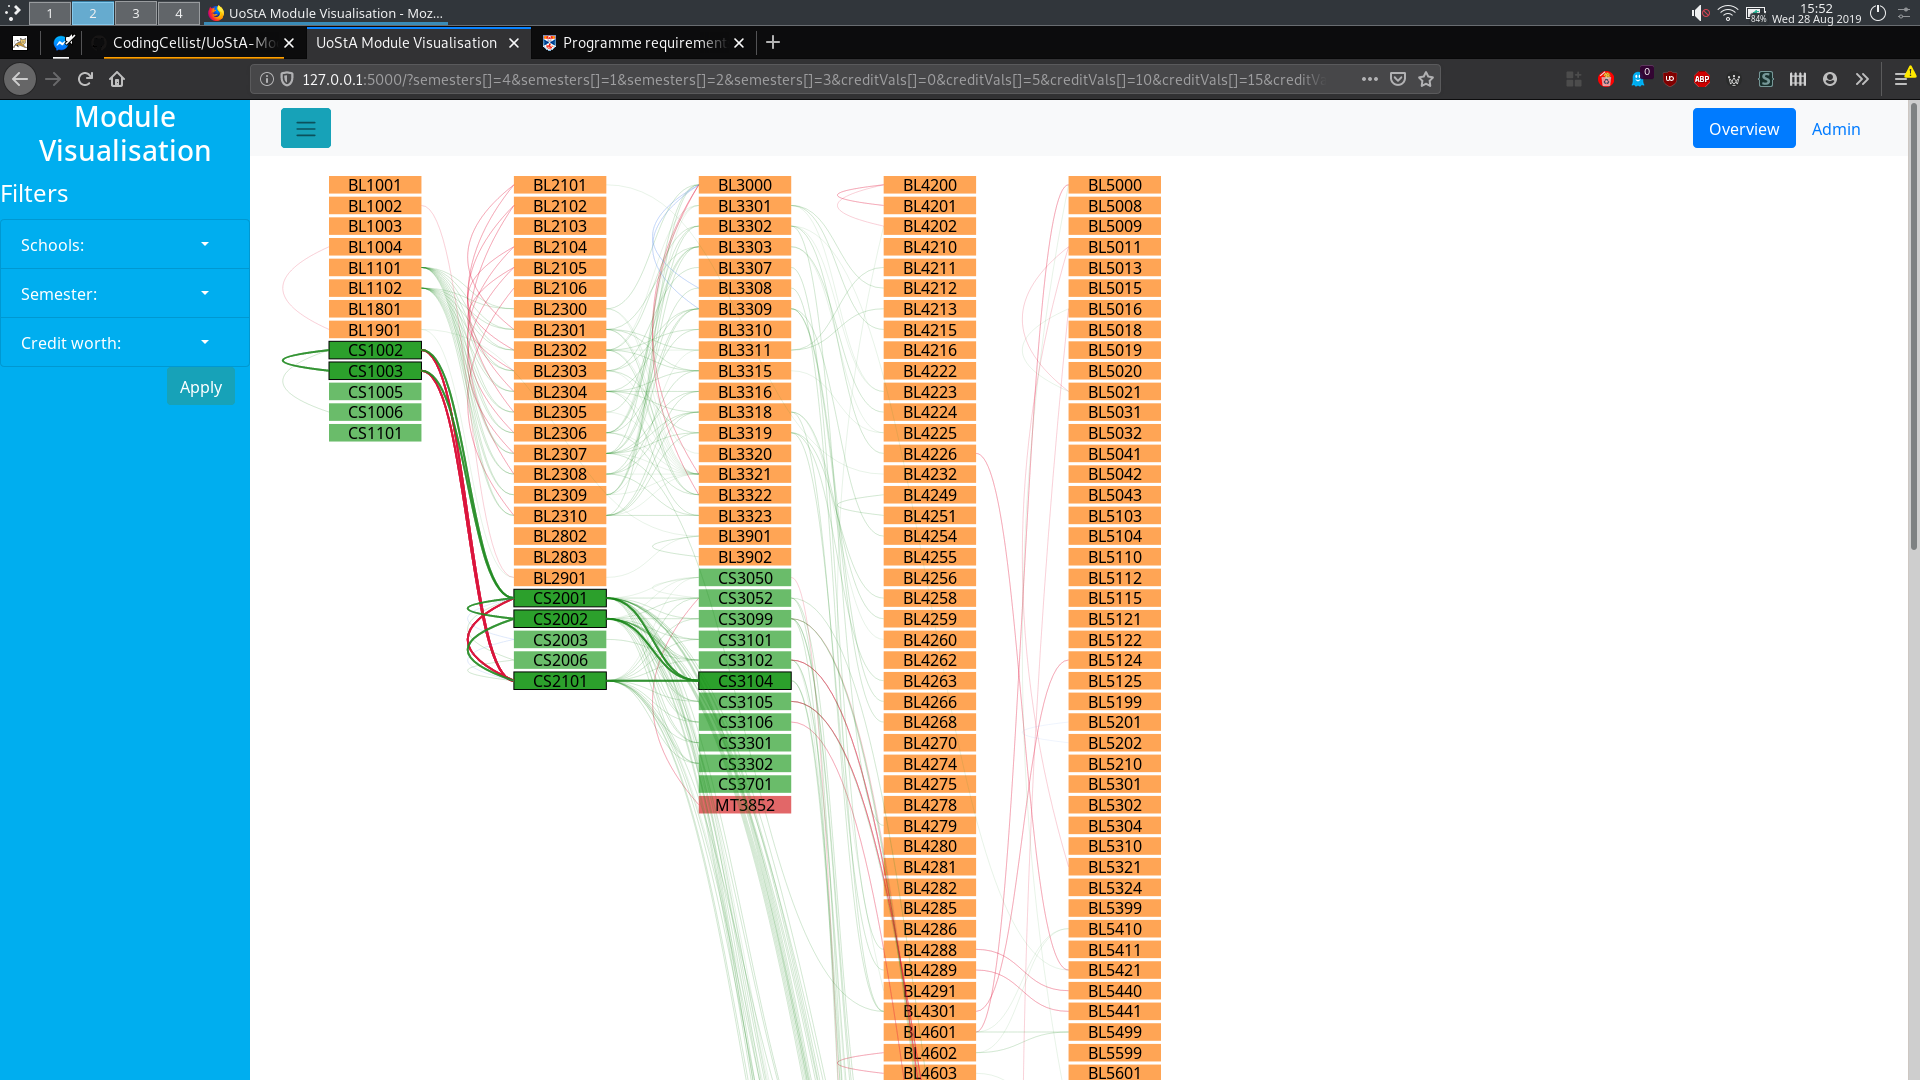 1 2 3 4 UoStA Module Visualisation - Moz... 84% 15:52
Wed 28 Aug 2019
CodingCellist/UoStA-Mo UoStA Module Visualisation Programme requirement
127.0.0.1:5000/?semesters[]=4&semesters[]=1&semesters[]=2&semesters[]=3&creditVals[]=0&creditVals[]=5&creditVals[]=10&creditVals[]=15&creditVa 0 UD ABP S
Module
Visualisation
Filters
Schools:
Semester:
Credit worth:
Apply
Overview Admin
BL1001 BL2101 BL3000 BL4200 BL5000
BL1002 BL2102 BL3301 BL4201 BL5008
BL1003 BL2103 BL3302 BL4202 BL5009
BL1004 BL2104 BL3303 BL4210 BL5011
BL1101 BL2105 BL3307 BL4211 BL5013
BL1102 BL2106 BL3308 BL4212 BL5015
BL1801 BL2300 BL3309 BL4213 BL5016
BL1901 BL2301 BL3310 BL4215 BL5018
CS1002 BL2302 BL3311 BL4216 BL5019
CS1003 BL2303 BL3315 BL4222 BL5020
CS1005 BL2304 BL3316 BL4223 BL5021
CS1006 BL2305 BL3318 BL4224 BL5031
CS1101 BL2306 BL3319 BL4225 BL5032
BL2307 BL3320 BL4226 BL5041
BL2308 BL3321 BL4232 BL5042
BL2309 BL3322 BL4249 BL5043
BL2310 BL3323 BL4251 BL5103
BL2802 BL3901 BL4254 BL5104
BL2803 BL3902 BL4255 BL5110
BL2901 CS3050 BL4256 BL5112
CS2001 CS3052 BL4258 BL5115
CS2002 CS3099 BL4259 BL5121
CS2003 CS3101 BL4260 BL5122
CS2006 CS3102 BL4262 BL5124
CS2101 CS3104 BL4263 BL5125
CS3105 BL4266 BL5199
CS3106 BL4268 BL5201
CS3301 BL4270 BL5202
CS3302 BL4274 BL5210
CS3701 BL4275 BL5301
MT3852 BL4278 BL5302
BL4279 BL5304
BL4280 BL5310
BL4281 BL5321
BL4282 BL5324
BL4285 BL5399
BL4286 BL5410
BL4288 BL5411
BL4289 BL5421
BL4291 BL5440
BL4301 BL5441
BL4601 BL5499
BL4602 BL5599
BL4603 BL5601